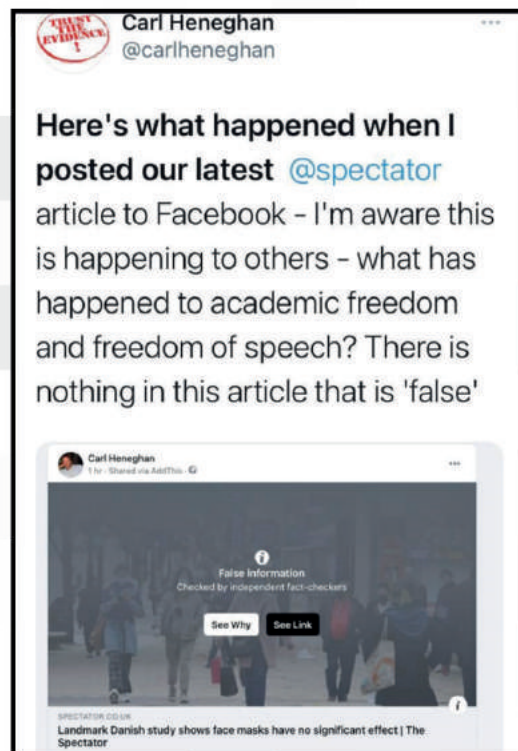 TRUST
THE
EVIDENCE
!
Carl Heneghan
@carlheneghan
Here's what happened when I
posted our latest @spectator
article to Facebook - I'm aware this
is happening to others - what has
happened to academic freedom
and freedom of speech? There is
nothing in this article that is 'false'
Carl Heneghan
1 hr · Shared via AddThis ·
False Information
Checked by independent fact-checkers
See Why See Link
SPECTATOR.CO.UK
Landmark Danish study shows face masks have no significant effect | The
Spectator